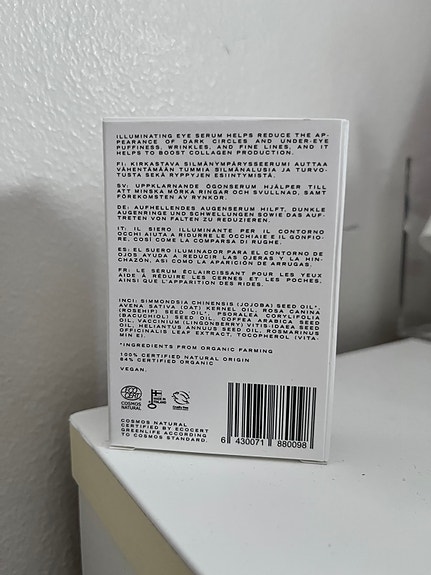 ILLUMINATING EYE SERUM HELPS REDUCE THE AP-
PEARANCE OF DARK CIRCLES AND UNDER-EYE
PUFFINESS, WRINKLES, AND FINE LINES, AND IT
HELPS TO BOOST COLLAGEN PRODUCTION.
FI: KIRKASTAVA SILMÄNYMPÄRYSSEERUMI AUTTAA
VÄHENTÄMÄÄN TUMMIA SILMÄNALUSIA JA TURVO-
TUSTA SEKÄ RYPPYJEN ESIINTYMISTÄ.
SV: UPPKLARNANDE ÖGONSERUM HJÄLPER TILL
ATT MINSKA MÖRKA RINGAR OCH SVULLNAD, SAMT
FÖREKOMSTEN AV RYNKOR.
DE: AUFHELLENDES AUGENSERUM HILFT, DUNKLE
AUGENRINGE UND SCHWELLUNGEN SOWIE DAS AUF-
TRETEN VON FALTEN ZU REDUZIEREN.
IT: IL SIERO ILLUMINANTE PER IL CONTORNO
OCCHI AIUTA A RIDURRE LE OCCHIAIE E IL GONFIO-
RE, COSÌ COME LA COMPARSA DI RUGHE.
ES: EL SUERO ILUMINADOR PARA EL CONTORNO DE
OJOS AYUDA A REDUCIR LAS OJERAS Y LA HIN-
CHAZÓN, ASÍ COMO LA APARICIÓN DE ARRUGAS.
FR: LE SÉRUM ÉCLAIRCISSANT POUR LES YEUX
AIDE À RÉDUIRE LES CERNES ET LES POCHES,
AINSI QUE L'APPARITION DES RIDES.
INCI: SIMMONDSIA CHINENSIS (JOJOBA) SEED OIL*,
AVENA SATIVA (OAT) KERNEL OIL, ROSA CANINA
(ROSEHIP) SEED OIL*, PSORALEA CORYLIFOLIA
(BACUCHIOL) SEED OIL, COFFEA ARABICA SEED
OIL, VACCINIUM (LINGONBERRY) VITIS-IDAEA SEED
OIL, HELIANTUS ANNUUS SEED OIL, ROSMARINUS
OFFICINALIS LEAF EXTRACT, TOCOPHEROL (VITA-
MIN E).
*INGREDIENTS FROM ORGANIC FARMING
100% CERTIFIED NATURAL ORIGIN
64% CERTIFIED ORGANIC
VEGAN.
ECO
CERT
COSMOS
NATURAL
MADE IN
FINLAND
Cruelty Free
COSMOS NATURAL
CERTIFIED BY ECOCERT
GREENLIFE ACCORDING
TO COSMOS STANDARD.
6 430071 880098